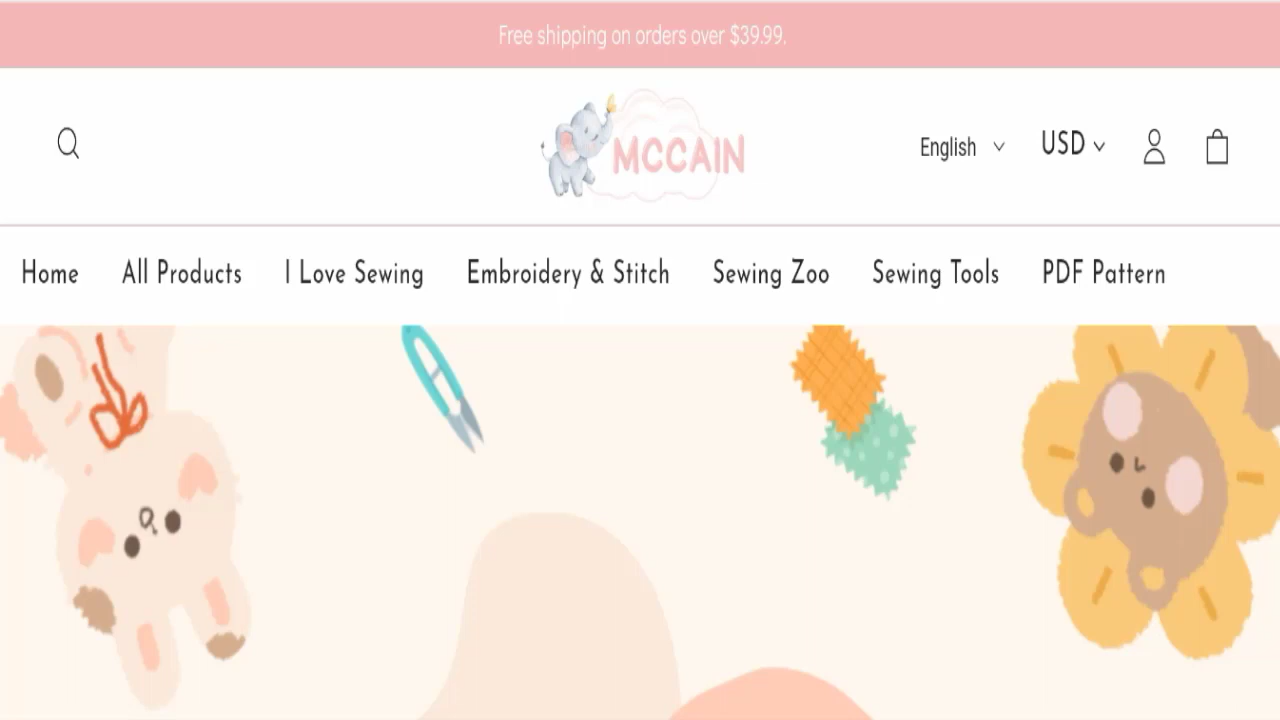 Free shipping on orders over $39.99.
MCCAIN
English
USD
Home
All Products
I Love Sewing
Embroidery & Stitch
Sewing Zoo
Sewing Tools
PDF Pattern